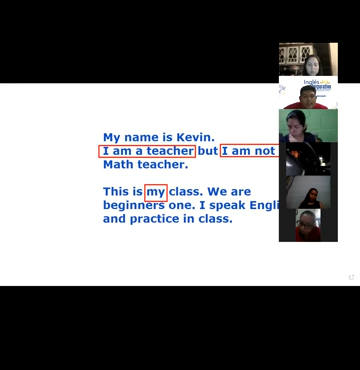 My name is Kevin.
I am a teacher but I am not
Math teacher.
This is my class. We are
beginners one. I speak Engli
and practice in class.
Inglés